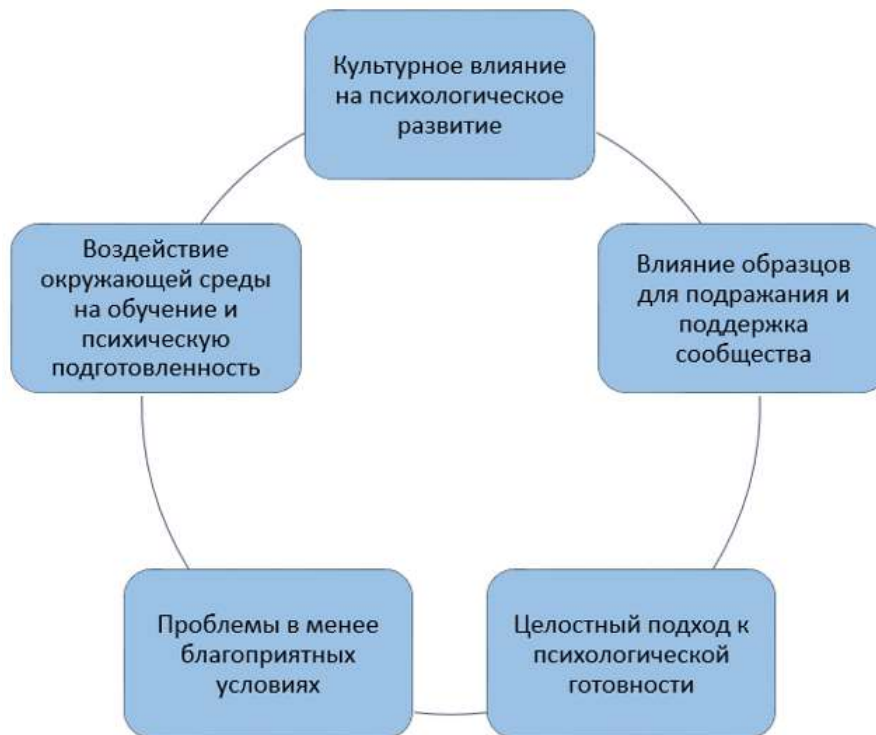 Культурное влияние
на психологическое
развитие
Воздействие
окружающей среды
на обучение и
психическую
подготовленность
Влияние образцов
для подражания и
поддержка
сообщества
Проблемы в менее
благоприятных
условиях
Целостный подход к
психологической
готовности